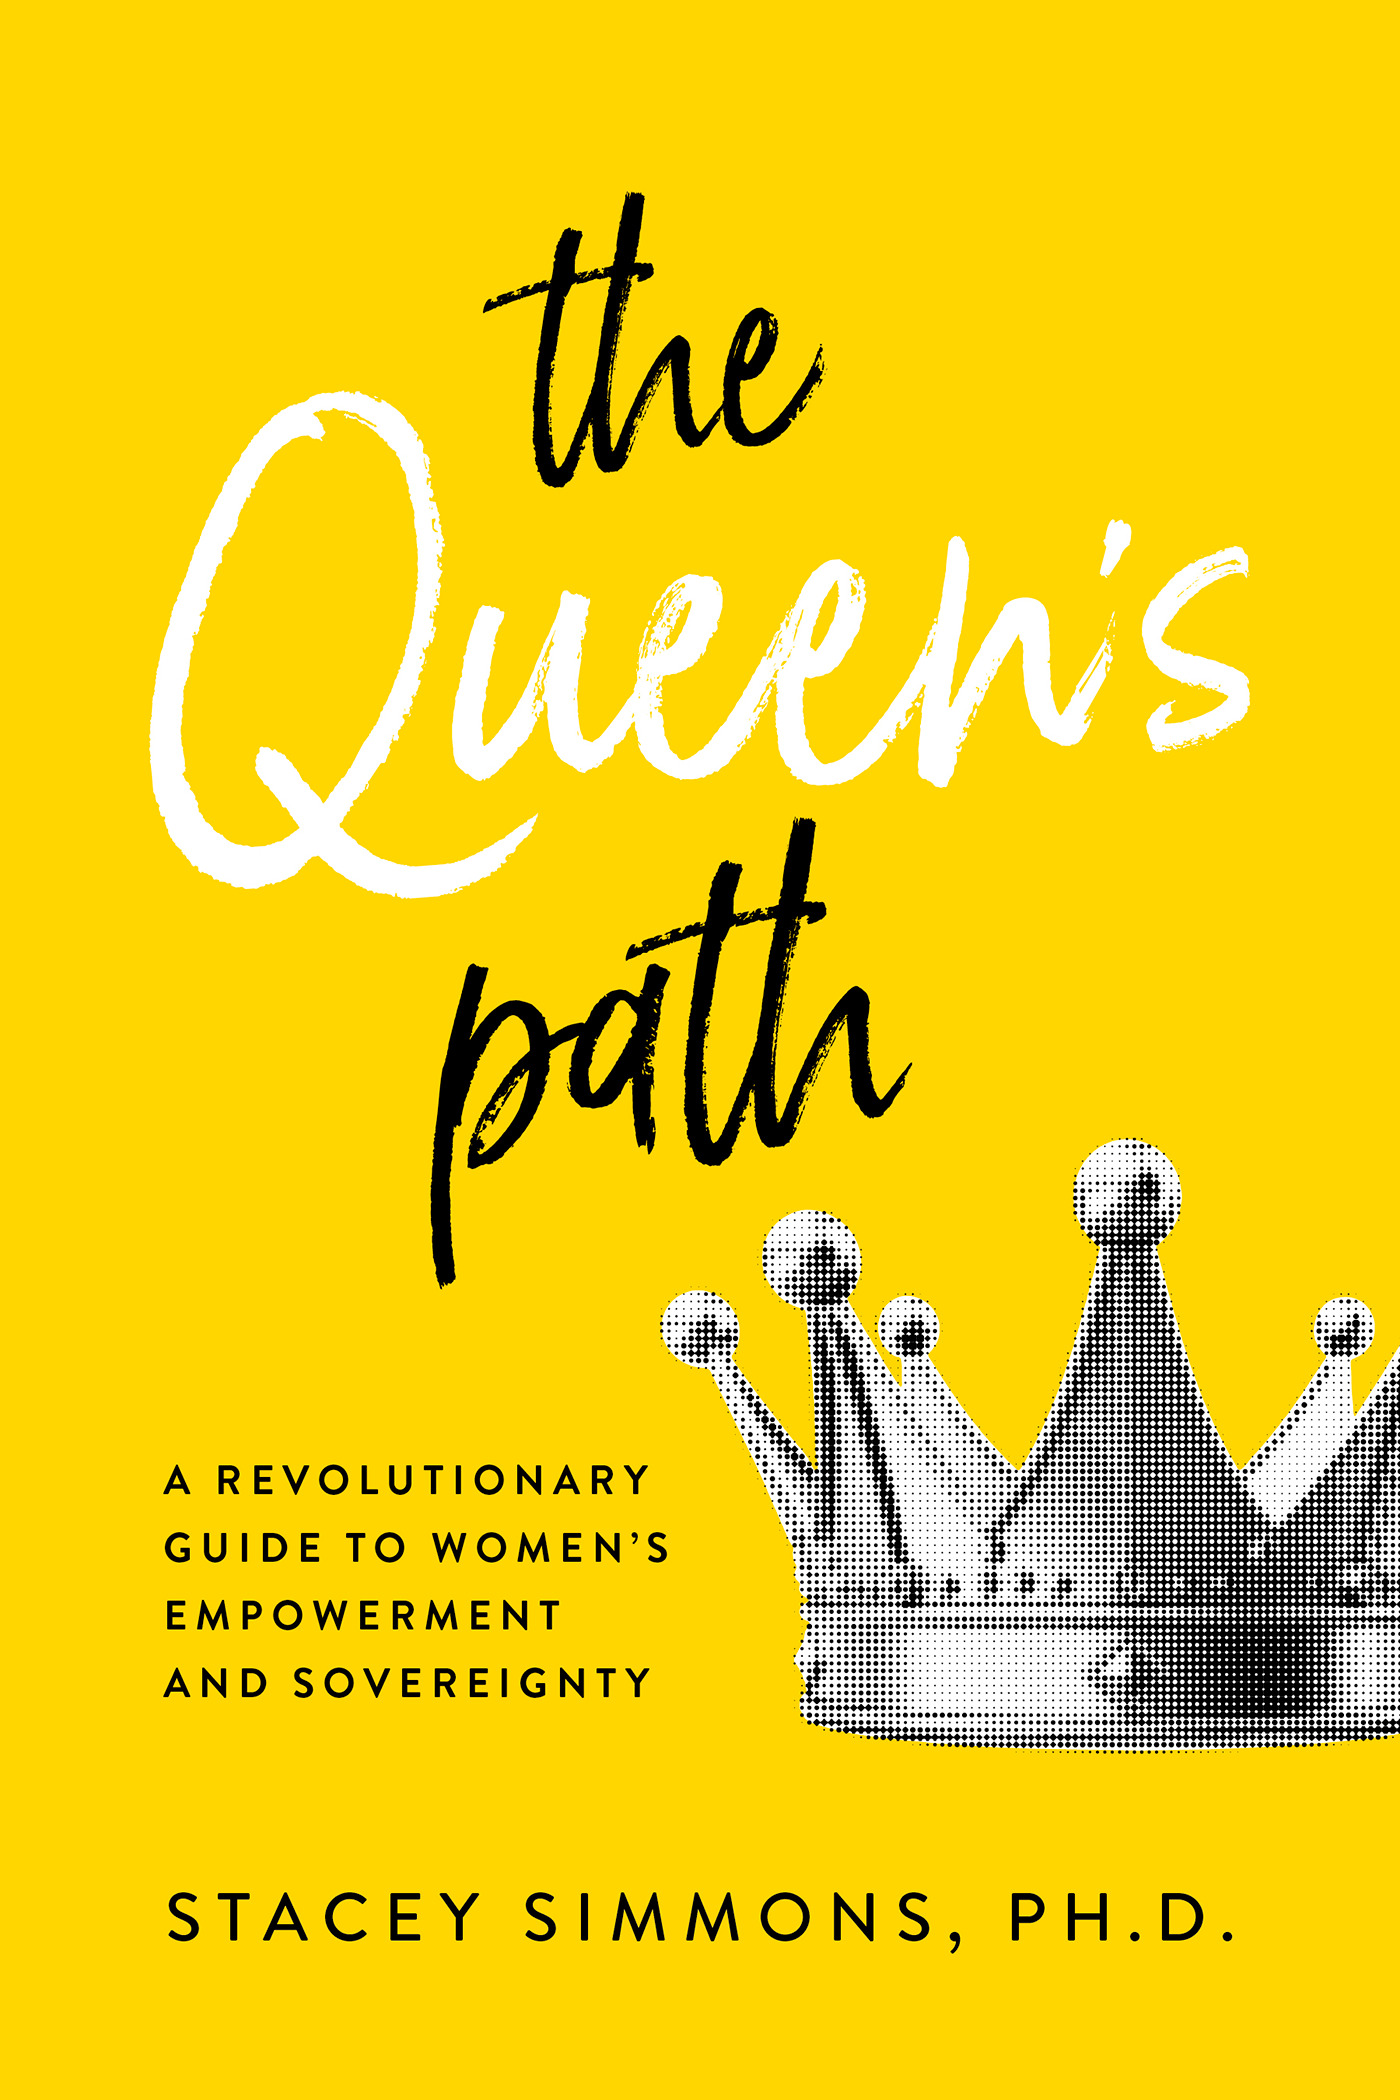 the
Queen's
path
A REVOLUTIONARY
GUIDE TO WOMEN’S
EMPOWERMENT
AND SOVEREIGNTY
STACEY SIMMONS, PH.D.